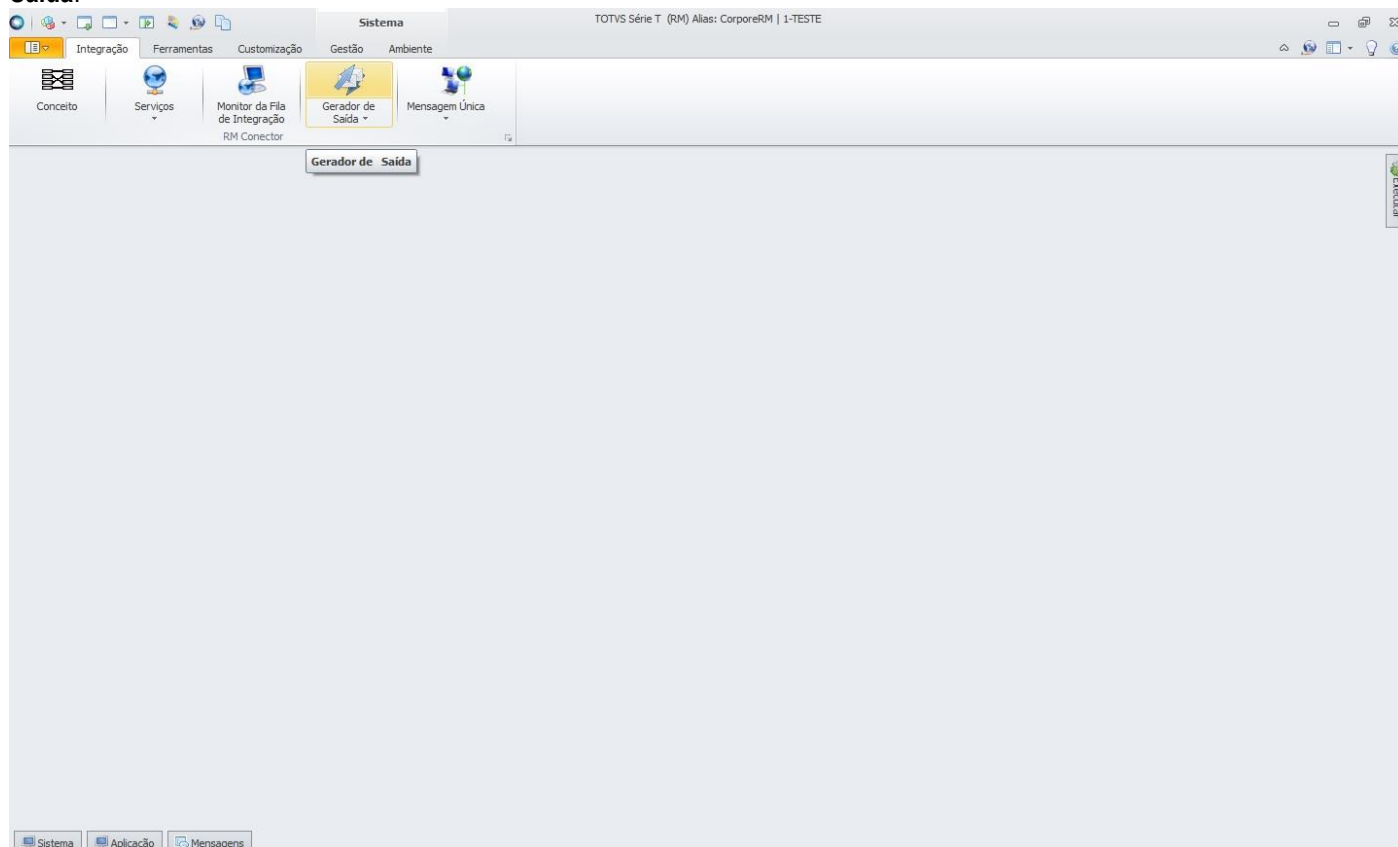 Saída.
Sistema
TOTVS Série T (RM) Alias: CorporeRM | 1-TESTE
Integração Ferramentas Customização Gestão Ambiente
Conceito Serviços Monitor da Fila de Integração Gerador de Saída Mensagem Única
RM Conector
Gerador de Saída
Executar
Sistema Aplicação Mensagens